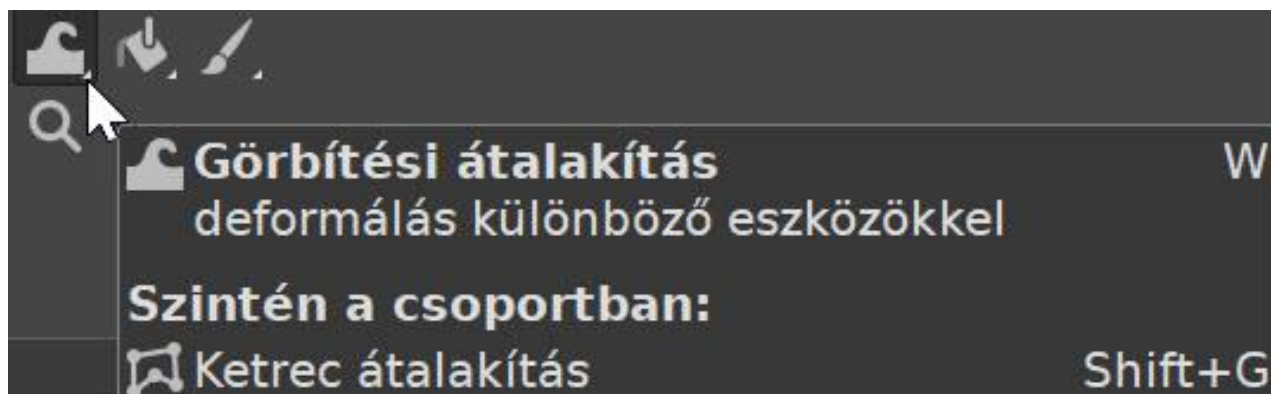 Görbítési átalakítás W
deformálás különböző eszközökkel
Szintén a csoportban:
Ketrec átalakítás Shift+G